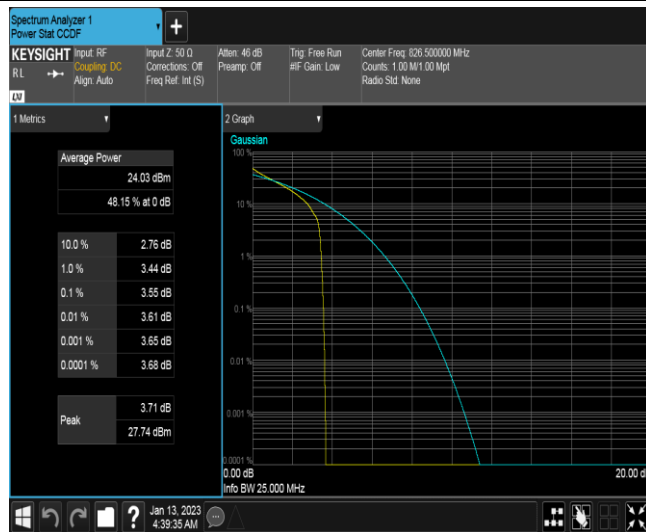 Spectrum Analyzer 1
Power Stat CCDF
+
KEYSIGHT
RL
LXI
Input: RF
Coupling: DC
Align: Auto
Input Z: 50 Ω
Corrections: Off
Freq Ref: Int (S)
Atten: 46 dB
Preamp: Off
Trig: Free Run
#IF Gain: Low
Center Freq: 826.500000 MHz
Counts: 1.00 M/1.00 Mpt
Radio Std: None
1 Metrics
Average Power
24.03 dBm
48.15 % at 0 dB
10.0 % 2.76 dB
1.0 % 3.44 dB
0.1 % 3.55 dB
0.01 % 3.61 dB
0.001 % 3.65 dB
0.0001 % 3.68 dB
Peak
3.71 dB
27.74 dBm
2 Graph
Gaussian
100 %
10 %
1 %
0.1 %
0.01 %
0.001 %
0.0001 %
0.00 dB
20.00 d
Info BW 25.000 MHz
?
Jan 13, 2023
4:39:35 AM